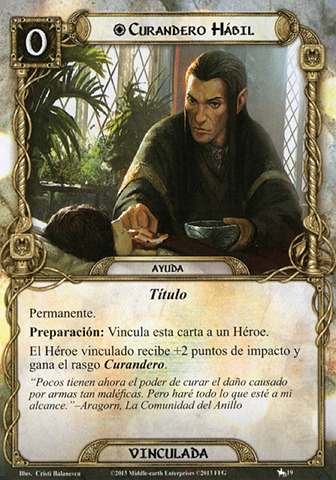 0
Curandero Hábil
AYUDA
Título
Permanente.
Preparación: Vincula esta carta a un Héroe.
El Héroe vinculado recibe +2 puntos de impacto y
gana el rasgo Curandero.
“Pocos tienen ahora el poder de curar el daño causado
por armas tan maléficas. Pero haré todo lo que esté a mi
alcance.”–Aragorn, La Comunidad del Anillo
VINCULADA
Illus. Cristi Balanescu ©2013 Middle-earth Enterprises ©2013 FFG 19